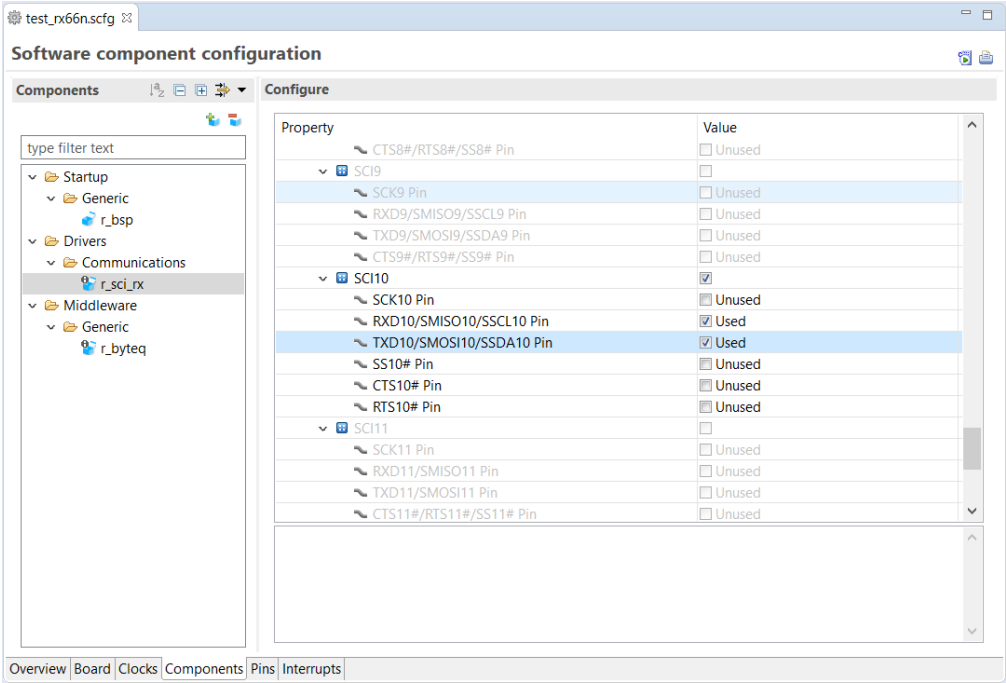 test_rx66n.scfg
Software component configuration
Components
Configure
type filter text
Startup
Generic
r_bsp
Drivers
Communications
r_sci_rx
Middleware
Generic
r_byteq
Property Value
CTS8#/RTS8#/SS8# Pin Unused
SCI9
SCK9 Pin Unused
RXD9/SMISO9/SSCL9 Pin Unused
TXD9/SMOSI9/SSDA9 Pin Unused
CTS9#/RTS9#/SS9# Pin Unused
SCI10
SCK10 Pin Unused
RXD10/SMISO10/SSCL10 Pin Used
TXD10/SMOSI10/SSDA10 Pin Used
SS10# Pin Unused
CTS10# Pin Unused
RTS10# Pin Unused
SCI11
SCK11 Pin Unused
RXD11/SMISO11 Pin Unused
TXD11/SMOSI11 Pin Unused
CTS11#/RTS11#/SS11# Pin Unused
Overview Board Clocks Components Pins Interrupts